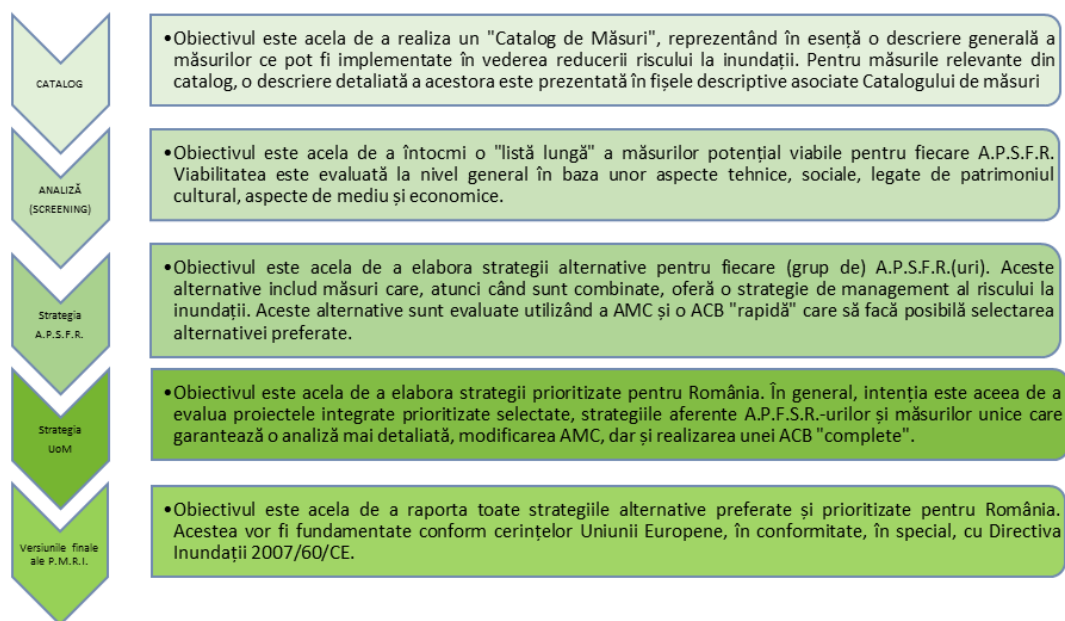 CATALOG
•Obiectivul este acela de a realiza un "Catalog de Măsuri", reprezentând în esență o descriere generală a
măsurilor ce pot fi implementate în vederea reducerii riscului la inundații. Pentru măsurile relevante din
catalog, o descriere detaliată a acestora este prezentată în fișele descriptive asociate Catalogului de măsuri
ANALIZĂ
(SCREENING)
•Obiectivul este acela de a întocmi o "listă lungă" a măsurilor potențial viabile pentru fiecare A.P.S.F.R.
Viabilitatea este evaluată la nivel general în baza unor aspecte tehnice, sociale, legate de patrimoniul
cultural, aspecte de mediu și economice.
Strategia
A.P.S.F.R.
•Obiectivul este acela de a elabora strategii alternative pentru fiecare (grup de) A.P.S.F.R.(uri). Aceste
alternative includ măsuri care, atunci când sunt combinate, oferă o strategie de management al riscului la
inundații. Aceste alternative sunt evaluate utilizând a AMC și o ACB "rapidă" care să facă posibilă selectarea
alternativei preferate.
Strategia
UoM
•Obiectivul este acela de a elabora strategii prioritizate pentru România. În general, intenția este aceea de a
evalua proiectele integrate prioritizate selectate, strategiile aferente A.P.F.S.R.-urilor și măsurilor unice care
garantează o analiză mai detaliată, modificarea AMC, dar și realizarea unei ACB "complete".
Versiunile finale
ale P.M.R.I.
•Obiectivul este acela de a raporta toate strategiile alternative preferate și prioritizate pentru România.
Acestea vor fi fundamentate conform cerințelor Uniunii Europene, în conformitate, în special, cu Directiva
Inundații 2007/60/CE.